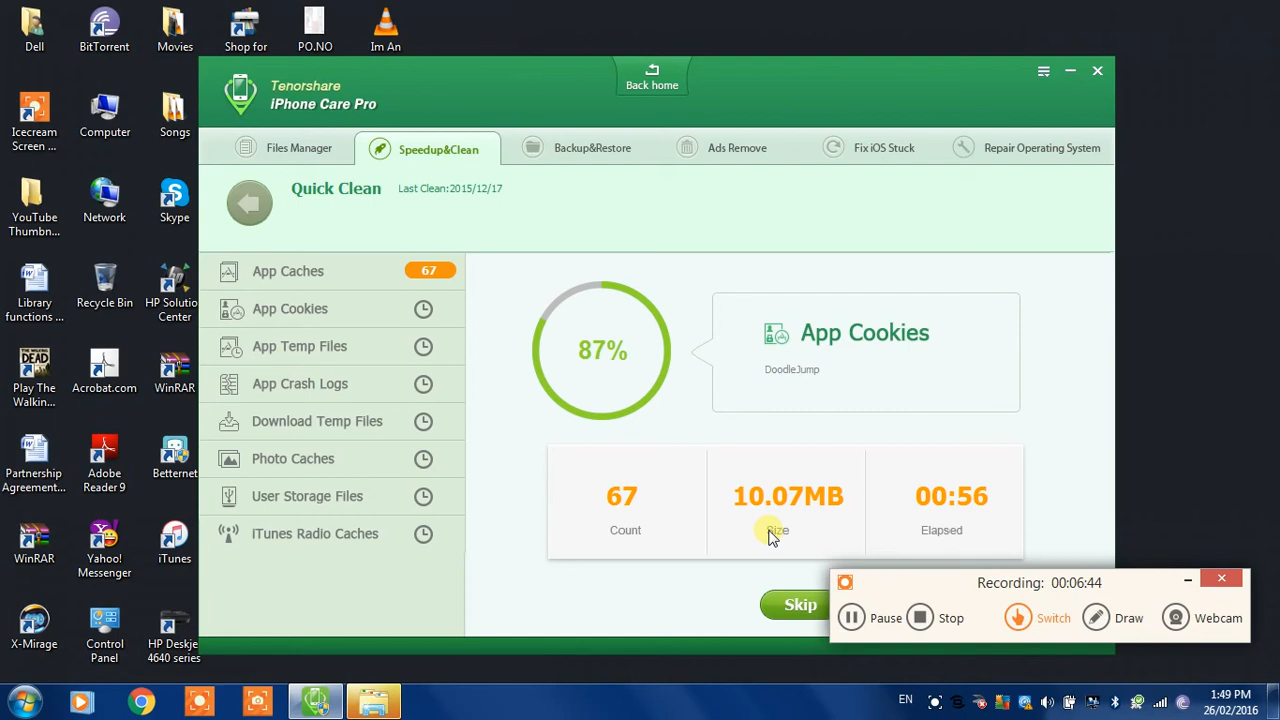 Dell
BitTorrent
Movies
Shop for
PO.NO
Im An
Icecream
Screen ...
Computer
Songs
YouTube
Thumbn...
Network
Skype
Library
functions ...
Recycle Bin
HP Solution
Center
Play The
Walkin...
Acrobat.com
WinRAR
Partnership
Agreement...
Adobe
Reader 9
Betternet
WinRAR
Yahoo!
Messenger
iTunes
X-Mirage
Control
Panel
HP Deskje
4640 series
Tenorshare
iPhone Care Pro
Back home
Files Manager
Speedup&Clean
Backup&Restore
Ads Remove
Fix iOS Stuck
Repair Operating System
Quick Clean
Last Clean:2015/12/17
App Caches
67
App Cookies
App Temp Files
App Crash Logs
Download Temp Files
Photo Caches
User Storage Files
iTunes Radio Caches
87%
App Cookies
DoodleJump
67
Count
10.07MB
Size
00:56
Elapsed
Skip
Recording: 00:06:44
Pause
Stop
Switch
Draw
Webcam
EN
1:49 PM
26/02/2016